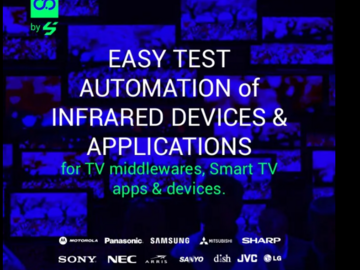 by S
EASY TEST
AUTOMATION of
INFRARED DEVICES &
APPLICATIONS
for TV middlewares, Smart TV
apps & devices.
MOTOROLA Panasonic SAMSUNG MITSUBISHI SHARP
SONY NEC ARRIS SANYO dish JVC LG